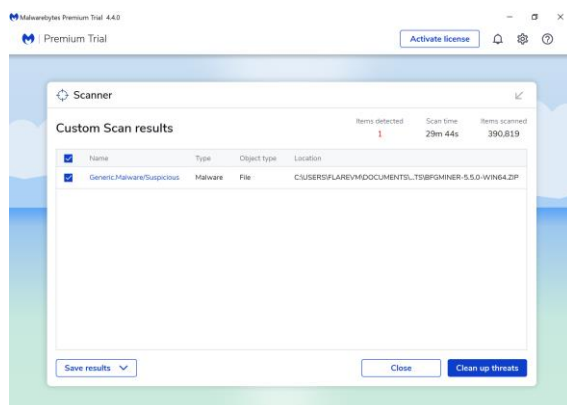 Malwarebytes Premium Trial 4.4.0
Premium Trial
Activate license
Scanner
Custom Scan results
Items detected Scan time Items scanned
1 29m 44s 390,819
Name Type Object type Location
Generic.Malware/Suspicious Malware File C:\USERS\FLAREVM\DOCUMENTS\...TS\BFGMINER-5.5.0-WIN64.ZIP
Save results Close Clean up threats